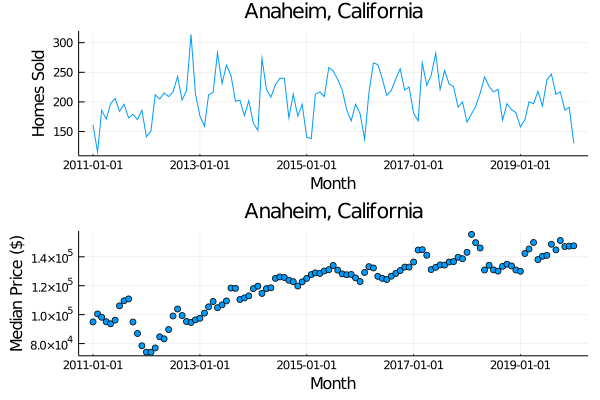 Anaheim, California
Homes Sold
300
250
200
150
2011-01-01 2013-01-01 2015-01-01 2017-01-01 2019-01-01
Month
Anaheim, California
Median Price ($)
1.4×10⁵
1.2×10⁵
1.0×10⁵
8.0×10⁴
2011-01-01 2013-01-01 2015-01-01 2017-01-01 2019-01-01
Month